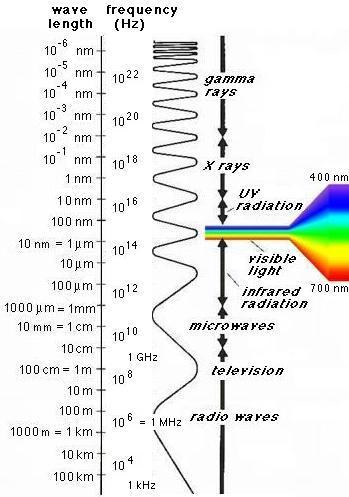 wave frequency
length (Hz)
10-6 nm
10-5 nm
10²²
10-4 nm
gamma
rays
10-3 nm
10²⁰
10-2 nm
10-1 nm
10¹⁸
X rays
1 nm
400 nm
10 nm
10¹⁶
UV
radiation
100 nm
10 nm = 1µm
10¹⁴
visible
light
10 µm
700 nm
100 µm
10¹²
infrared
radiation
1000 µm = 1mm
10 mm = 1 cm
10¹⁰
microwaves
10 cm
1 GHz
100 cm = 1m
10⁸
television
10 m
100 m
10⁶ = 1 MHz
radio waves
1000 m = 1 km
10 km
10⁴
100 km
1 kHz